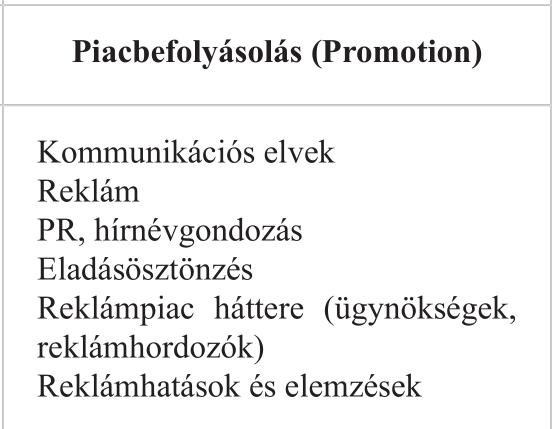 Piacbefolyásolás (Promotion)
Kommunikációs elvek
Reklám
PR, hírnévgondozás
Eladásösztönzés
Reklámpiac háttere (ügynökségek,
reklámhordozók)
Reklámhatások és elemzések